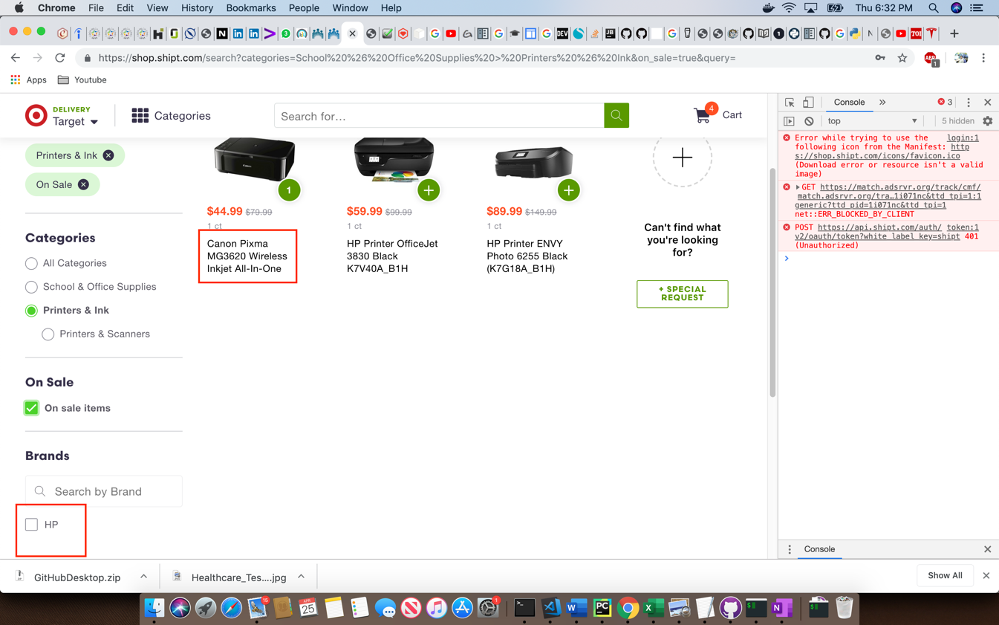 Chrome File Edit View History Bookmarks People Window Help Thu 6:32 PM
https://shop.shipt.com/search?categories=School%20%26%20Office%20Supplies%20>%20Printers%20%26%20Ink&on_sale=true&query=
ABP
1
Apps Youtube
DELIVERY
Target
Categories
Search for...
4
Cart
Printers & Ink
On Sale
1
$44.99 $79.99
1 ct
Canon Pixma
MG3620 Wireless
Inkjet All-In-One
$59.99 $99.99
1 ct
HP Printer OfficeJet
3830 Black
K7V40A_B1H
$89.99 $149.99
1 ct
HP Printer ENVY
Photo 6255 Black
(K7G18A_B1H)
Can't find what
you're looking
for?
+ SPECIAL
REQUEST
Categories
All Categories
School & Office Supplies
Printers & Ink
Printers & Scanners
On Sale
On sale items
Brands
Search by Brand
HP
Console
3
top
5 hidden
Error while trying to use the login:1
following icon from the Manifest: http
s://shop.shipt.com/icons/favicon.ico
(Download error or resource isn't a valid
image)
GET https://match.adsrvr.org/track/cmf/
match.adsrvr.org/tra…1i071nc&ttd_tpi=1:1
generic?ttd_pid=1i071nc&ttd_tpi=1
net::ERR_BLOCKED_BY_CLIENT
POST https://api.shipt.com/auth/ token:1
v2/oauth/token?white_label_key=shipt 401
(Unauthorized)
Console
GitHubDesktop.zip
Healthcare_Tes....jpg
Show All
APR
25